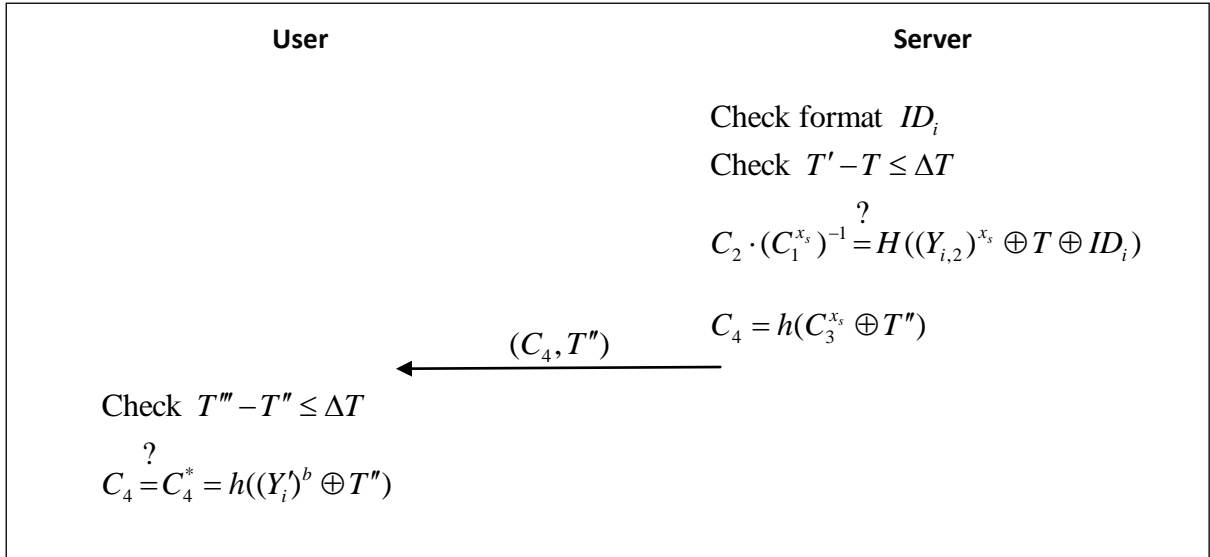 User Server
Check format ID_i
Check T′ − T ≤ ΔT
C_2 · (C_1^{x_s})^{-1} ?= H((Y_{i,2})^{x_s} ⊕ T ⊕ ID_i)
C_4 = h(C_3^{x_s} ⊕ T″)
(C_4, T″)
Check T‴ − T″ ≤ ΔT
C_4 ?= C_4^* = h((Y_i′)^b ⊕ T″)